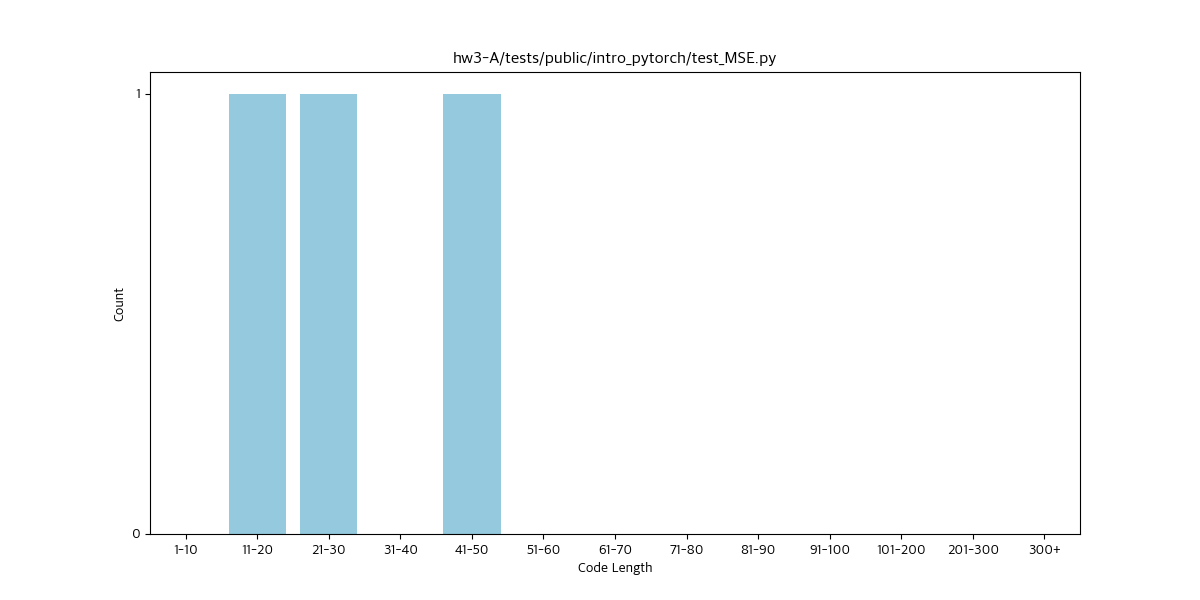 hw3-A/tests/public/intro_pytorch/test_MSE.py
1
Count
0
1-10 11-20 21-30 31-40 41-50 51-60 61-70 71-80 81-90 91-100 101-200 201-300 300+
Code Length